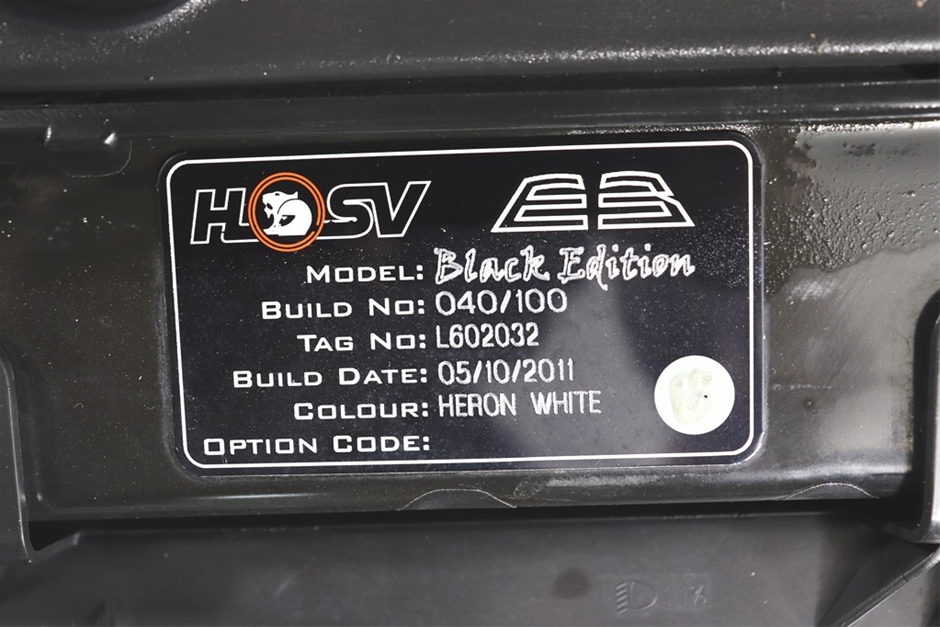 HSV EB
MODEL: Black Edition
BUILD NO: 040/100
TAG NO: L602032
BUILD DATE: 05/10/2011
COLOUR: HERON WHITE
OPTION CODE: